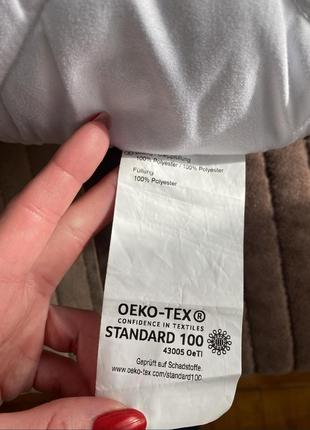 100% Polyester / 100% Polyester
Füllung:
100% Polyester
OEKO-TEX®
CONFIDENCE IN TEXTILES
STANDARD 100
43005 OeTI
Geprüft auf Schadstoffe.
www.oeko-tex.com/standard100